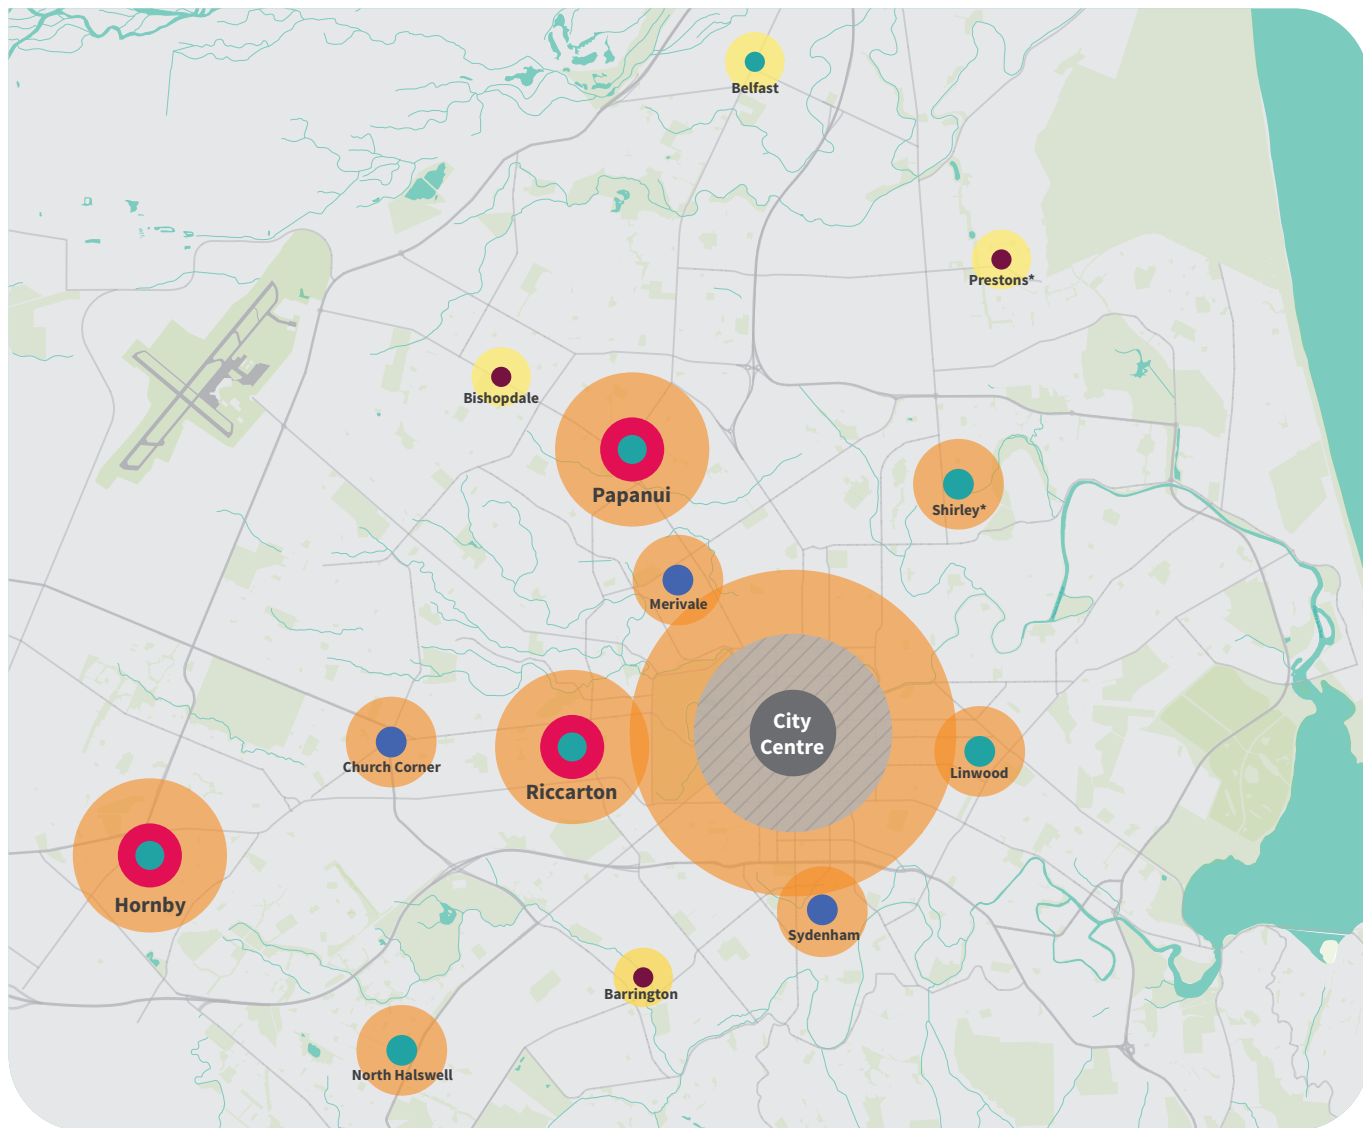 Belfast
Prestons*
Bishopdale
Papanui
Shirley*
Merivale
City
Centre
Church Corner
Riccarton
Linwood
Hornby
Sydenham
Barrington
North Halswell